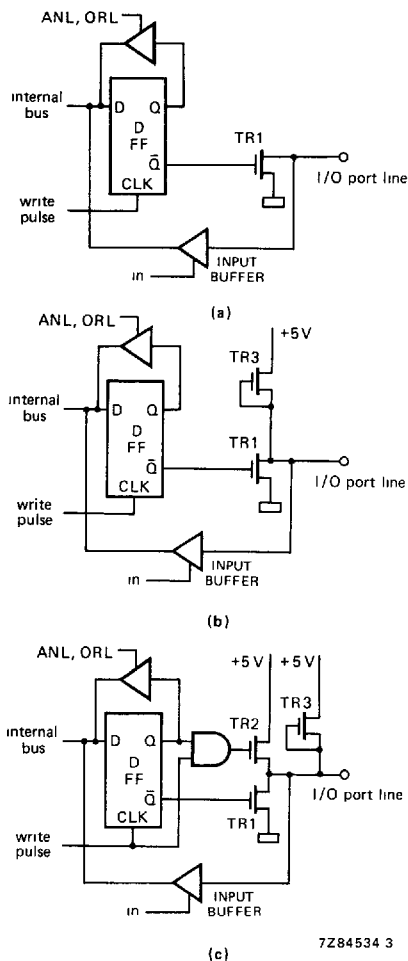 ANL, ORL
internal
bus
D
Q
D
FF
Q̄
CLK
TR1
I/O port line
write
pulse
in
INPUT
BUFFER
(a)
ANL, ORL
+5 V
TR3
internal
bus
D
Q
D
FF
Q̄
CLK
TR1
I/O port line
write
pulse
in
INPUT
BUFFER
(b)
ANL, ORL
+5 V
+5 V
TR3
TR2
internal
bus
D
Q
D
FF
Q̄
CLK
TR1
I/O port line
write
pulse
in
INPUT
BUFFER
(c)
7Z84534 3